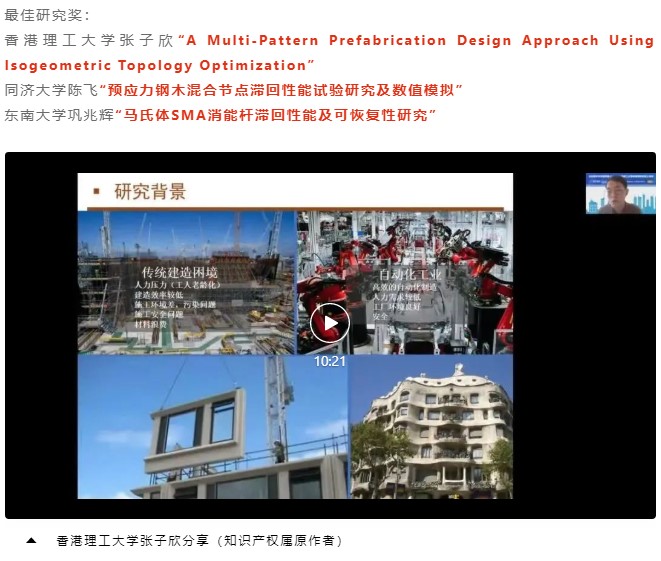 最佳研究奖:
香港理工大学张子欣“A Multi-Pattern Prefabrication Design Approach Using
Isogeometric Topology Optimization”
同济大学陈飞“预应力钢木混合节点滞回性能试验研究及数值模拟”
东南大学巩兆辉“马氏体SMA消能杆滞回性能及可恢复性研究”
研究背景
传统建造困境
人力压力（工人老龄化）
建造效率较低
施工环境差，污染问题
施工安全问题
材料浪费
自动化工业
高效的自动化制造
人力需求较低
工厂环境良好
安全
10:21
香港理工大学张子欣分享（知识产权属原作者）